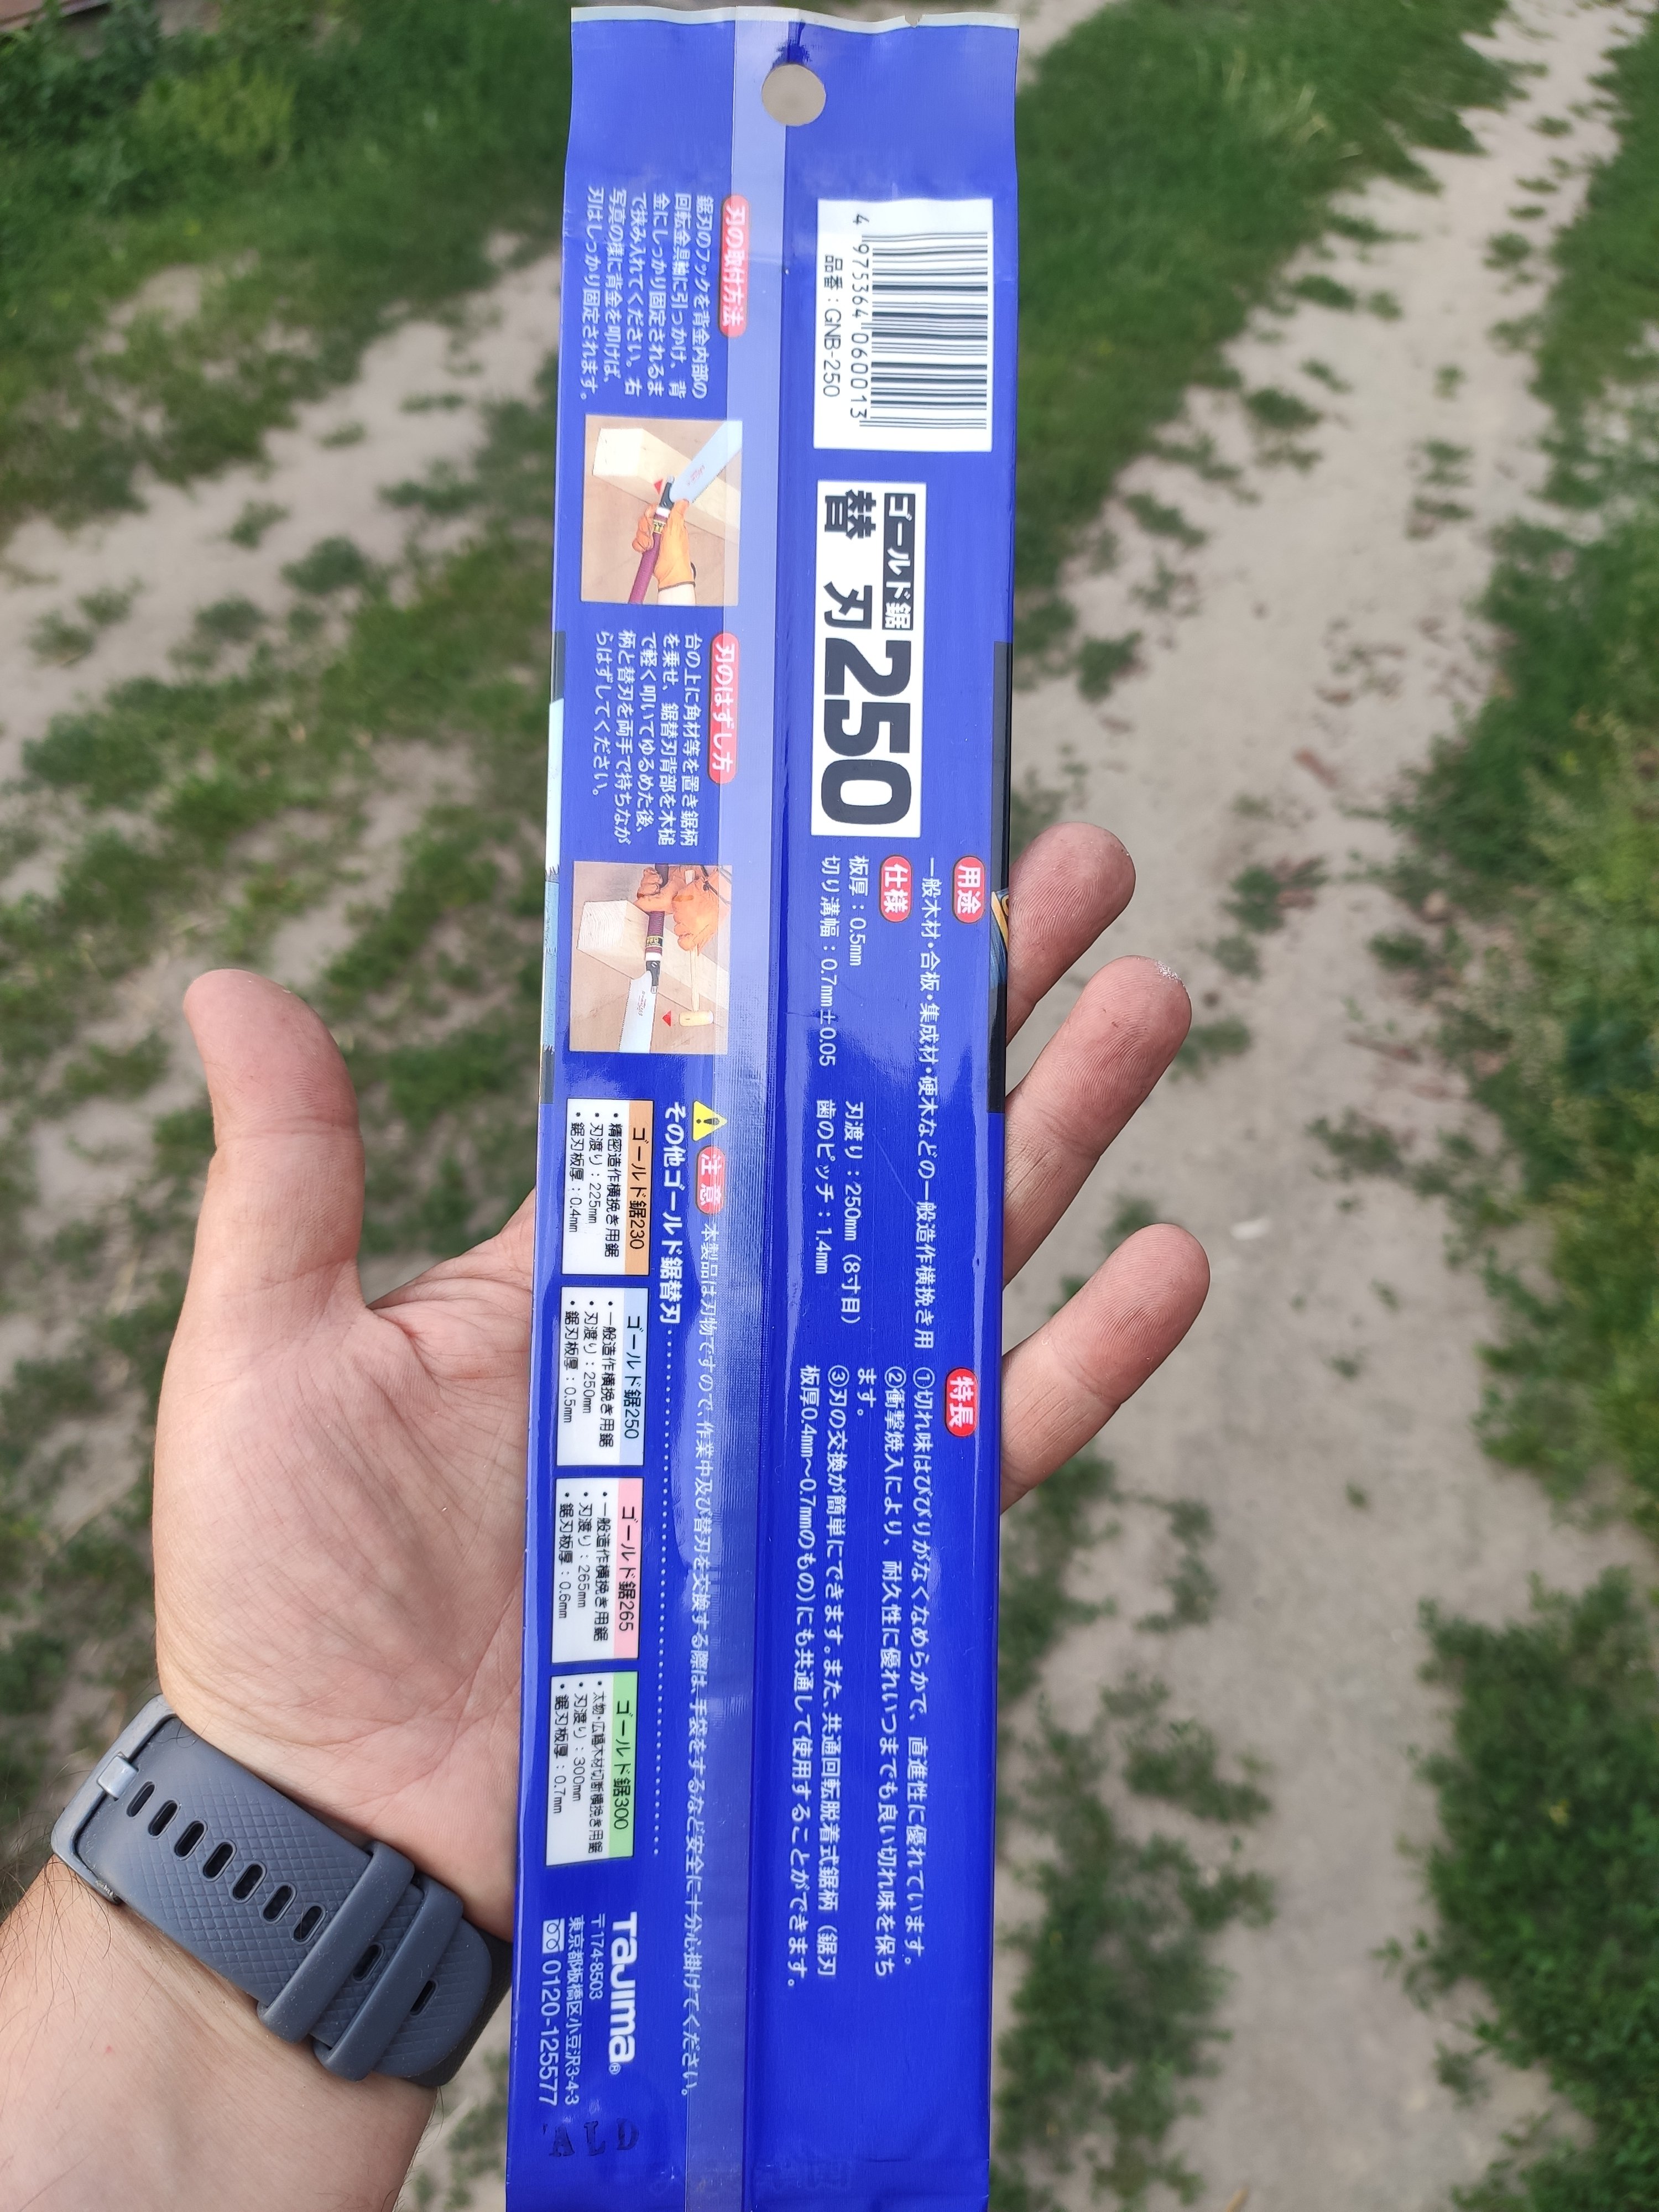 4 975364 060013
品番：GNB-250
ゴールド鋸
替刃250
用途
一般木材・合板・集成材・硬木などの一般造作横挽き用
仕様
板厚：0.5mm
刃渡り：250mm（8寸目）
切り溝幅：0.7mm±0.05
歯のピッチ：1.4mm
特長
①切れ味はびびりがなくなめらかで、直進性に優れています。
②衝撃焼入により、耐久性に優れいつまでも良い切れ味を保ち
ます。
③刃の交換が簡単にできます。また、共通回転脱着式鋸柄（鋸刃
板厚0.4mm〜0.7mmのもの）にも共通して使用することができます。
刃の取付方法
鋸刃のフックを背金内部の
回転金具軸に引っかけ、背
金にしっかり固定されるま
で挟み入れてください。右
写真の様に背金を叩けば、
刃はしっかり固定されます。
刃のはずし方
台の上に角材等を置き鋸柄
を乗せ、鋸替刃背部を木槌
で軽く叩いてゆるめた後、
柄と替刃を両手で持ちなが
らはずしてください。
注意
本製品は刃物ですので、作業中及び替刃を交換する際は、手袋をするなど安全に十分心掛けてください。
その他ゴールド鋸替刃
ゴールド鋸230
・精密造作横挽き用鋸
・刃渡り：225mm
・鋸刃板厚：0.4mm
ゴールド鋸250
・一般造作横挽き用鋸
・刃渡り：250mm
・鋸刃板厚：0.5mm
ゴールド鋸265
・一般造作横挽き用鋸
・刃渡り：265mm
・鋸刃板厚：0.6mm
ゴールド鋸300
・太物・広幅木材切断横挽き用鋸
・刃渡り：300mm
・鋸刃板厚：0.7mm
TaJIma®
〒174-8503
東京都板橋区小豆沢3-4-3
0120-125577